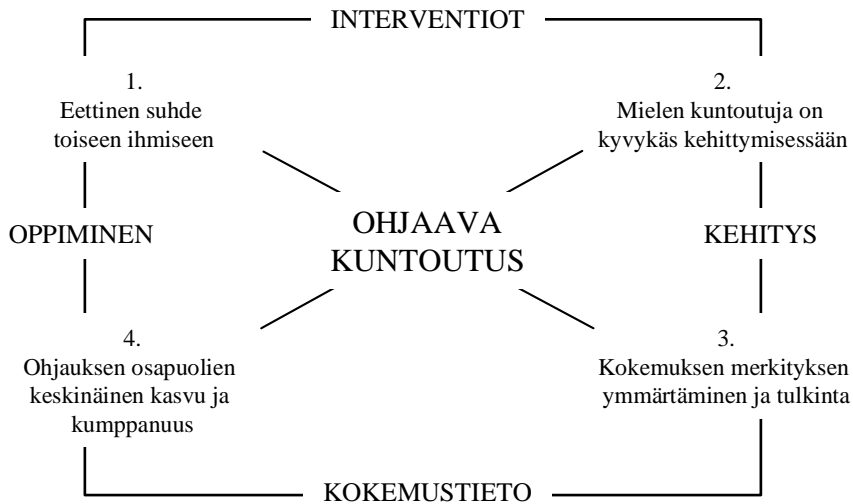 INTERVENTIOT
1.
Eettinen suhde
toiseen ihmiseen
2.
Mielen kuntoutuja on
kyvykäs kehittymisessään
OPPIMINEN
OHJAAVA
KUNTOUTUS
KEHITYS
4.
Ohjauksen osapuolien
keskinäinen kasvu ja
kumppanuus
3.
Kokemuksen merkityksen
ymmärtäminen ja tulkinta
KOKEMUSTIETO